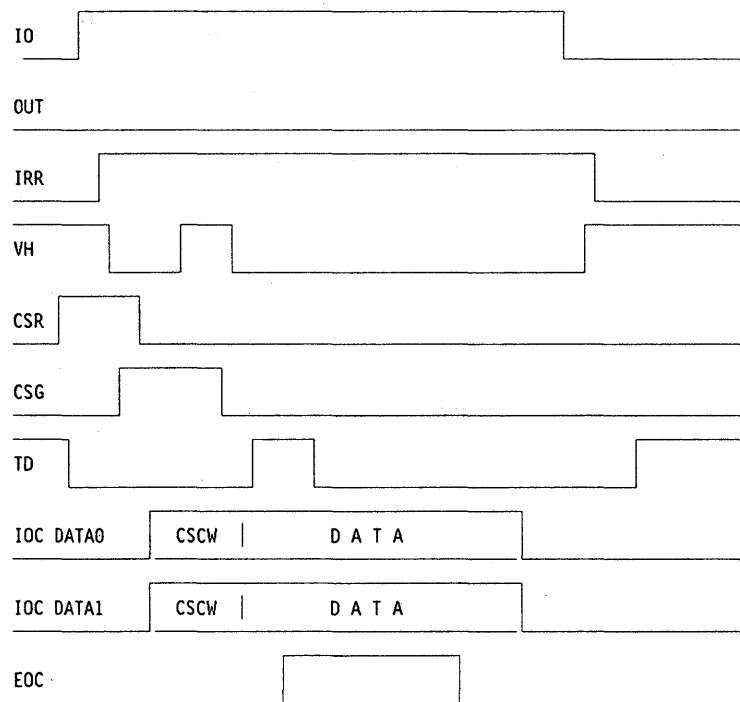 IO
OUT
IRR
VH
CSR
CSG
TD
IOC DATA0 CSCW | D A T A
IOC DATA1 CSCW | D A T A
EOC